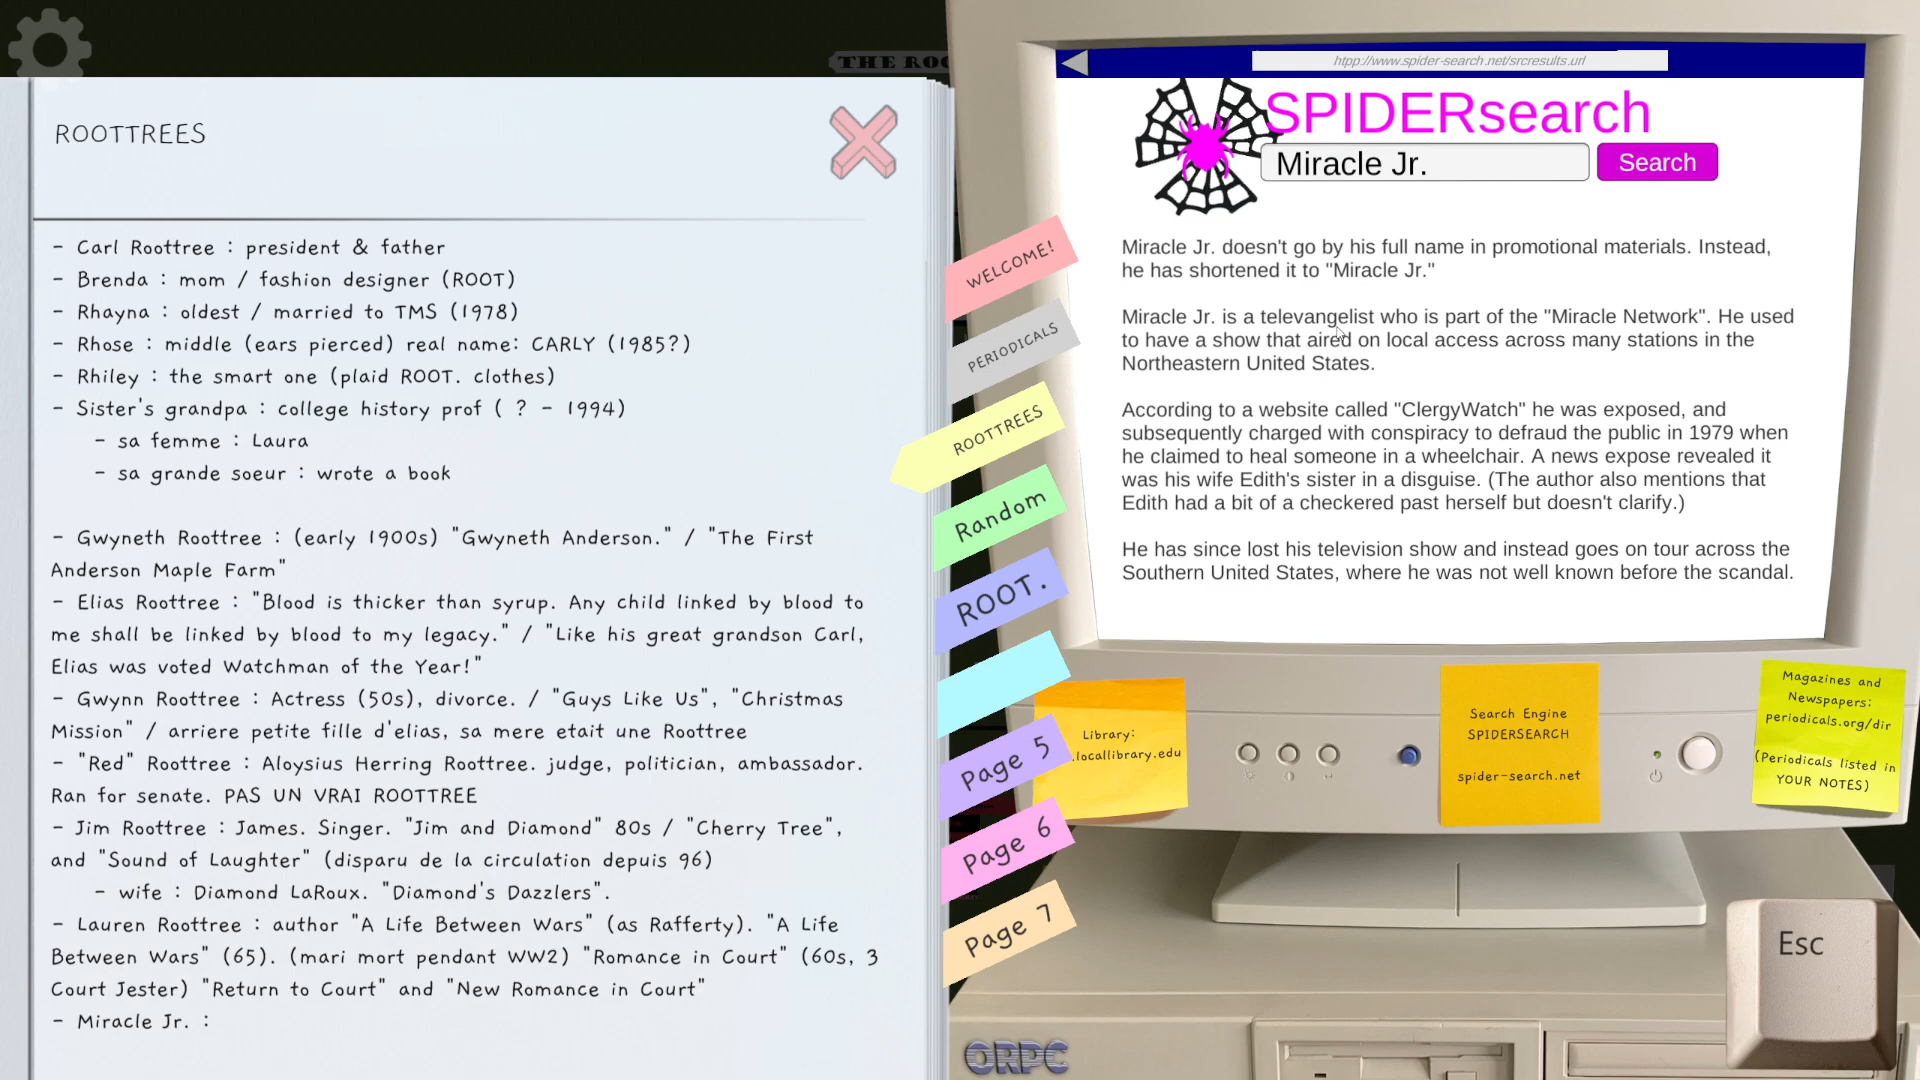 THE ROO
ROOTTREES
- Carl Roottree : president & father
- Brenda : mom / fashion designer (ROOT)
- Rhayna : oldest / married to TMS (1978)
- Rhose : middle (ears pierced) real name: CARLY (1985?)
- Rhiley : the smart one (plaid ROOT. clothes)
- Sister's grandpa : college history prof ( ? - 1994)
- sa femme : Laura
- sa grande soeur : wrote a book
- Gwyneth Roottree : (early 1900s) "Gwyneth Anderson." / "The First
Anderson Maple Farm"
- Elias Roottree : "Blood is thicker than syrup. Any child linked by blood to
me shall be linked by blood to my legacy." / "Like his great grandson Carl,
Elias was voted Watchman of the Year!"
- Gwynn Roottree : Actress (50s), divorce. / "Guys Like Us", "Christmas
Mission" / arriere petite fille d'elias, sa mere etait une Roottree
- "Red" Roottree : Aloysius Herring Roottree. judge, politician, ambassador.
Ran for senate. PAS UN VRAI ROOTTREE
- Jim Roottree : James. Singer. "Jim and Diamond" 80s / "Cherry Tree",
and "Sound of Laughter" (disparu de la circulation depuis 96)
- wife : Diamond LaRoux. "Diamond's Dazzlers".
- Lauren Roottree : author "A Life Between Wars" (as Rafferty). "A Life
Between Wars" (65). (mari mort pendant WW2) "Romance in Court" (60s, 3
Court Jester) "Return to Court" and "New Romance in Court"
- Miracle Jr. :
WELCOME!
PERIODICALS
ROOTTREES
Random
ROOT.
Page 5
Page 6
Page 7
htpp://www.spider-search.net/srcresults.url
SPIDERsearch
Miracle Jr.
Search
Miracle Jr. doesn't go by his full name in promotional materials. Instead,
he has shortened it to "Miracle Jr."
Miracle Jr. is a televangelist who is part of the "Miracle Network". He used
to have a show that aired on local access across many stations in the
Northeastern United States.
According to a website called "ClergyWatch" he was exposed, and
subsequently charged with conspiracy to defraud the public in 1979 when
he claimed to heal someone in a wheelchair. A news expose revealed it
was his wife Edith's sister in a disguise. (The author also mentions that
Edith had a bit of a checkered past herself but doesn't clarify.)
He has since lost his television show and instead goes on tour across the
Southern United States, where he was not well known before the scandal.
Library:
.locallibrary.edu
Search Engine
SPIDERSEARCH
spider-search.net
Magazines and
Newspapers:
periodicals.org/dir
(Periodicals listed in
YOUR NOTES)
Esc
ORPC